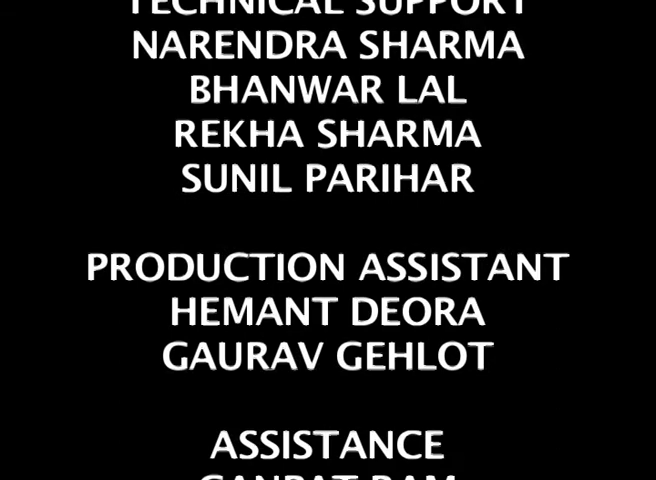 TECHNICAL SUPPORT
NARENDRA SHARMA
BHANWAR LAL
REKHA SHARMA
SUNIL PARIHAR
PRODUCTION ASSISTANT
HEMANT DEORA
GAURAV GEHLOT
ASSISTANCE
GANPAT RAM